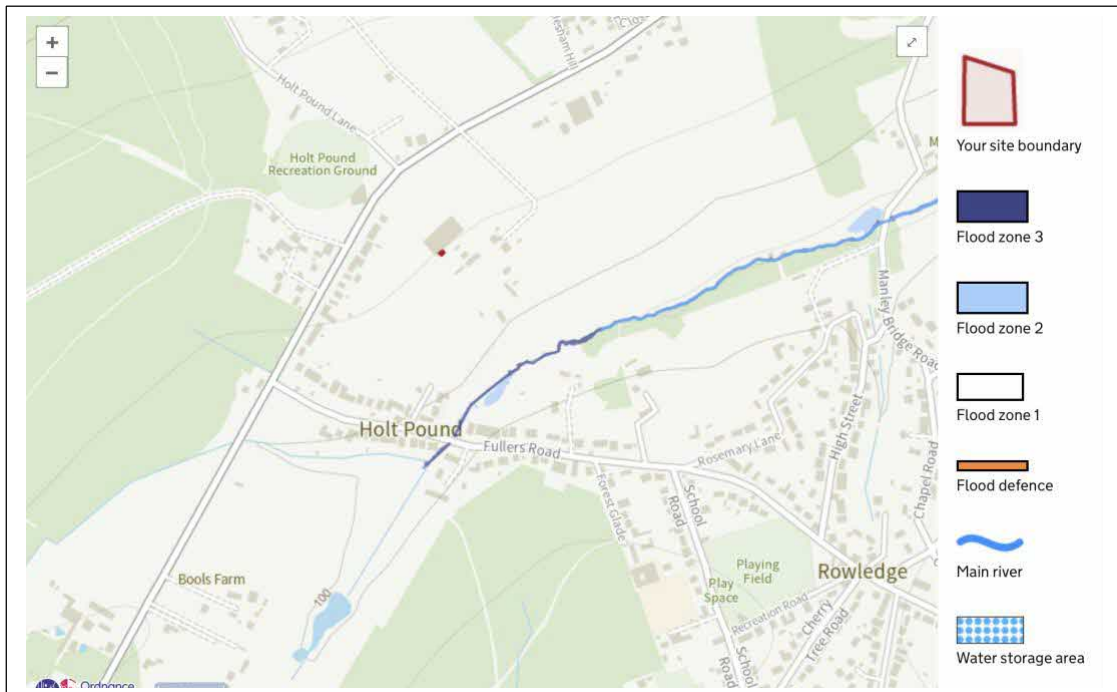 +
−
esham Hill
Holt Pound Lane
Holt Pound
Recreation Ground
M
Manley Bridge Road
Holt Pound
Fullers Road
Rosemary Lane
High Street
Chapel Road
School
Road
Forest Glade
Bools Farm
100
Playing
Field
Play
Space
Rowledge
Recreation Road
Cherry
Tree Road
School
Road
Ordnance
Your site boundary
Flood zone 3
Flood zone 2
Flood zone 1
Flood defence
Main river
Water storage area